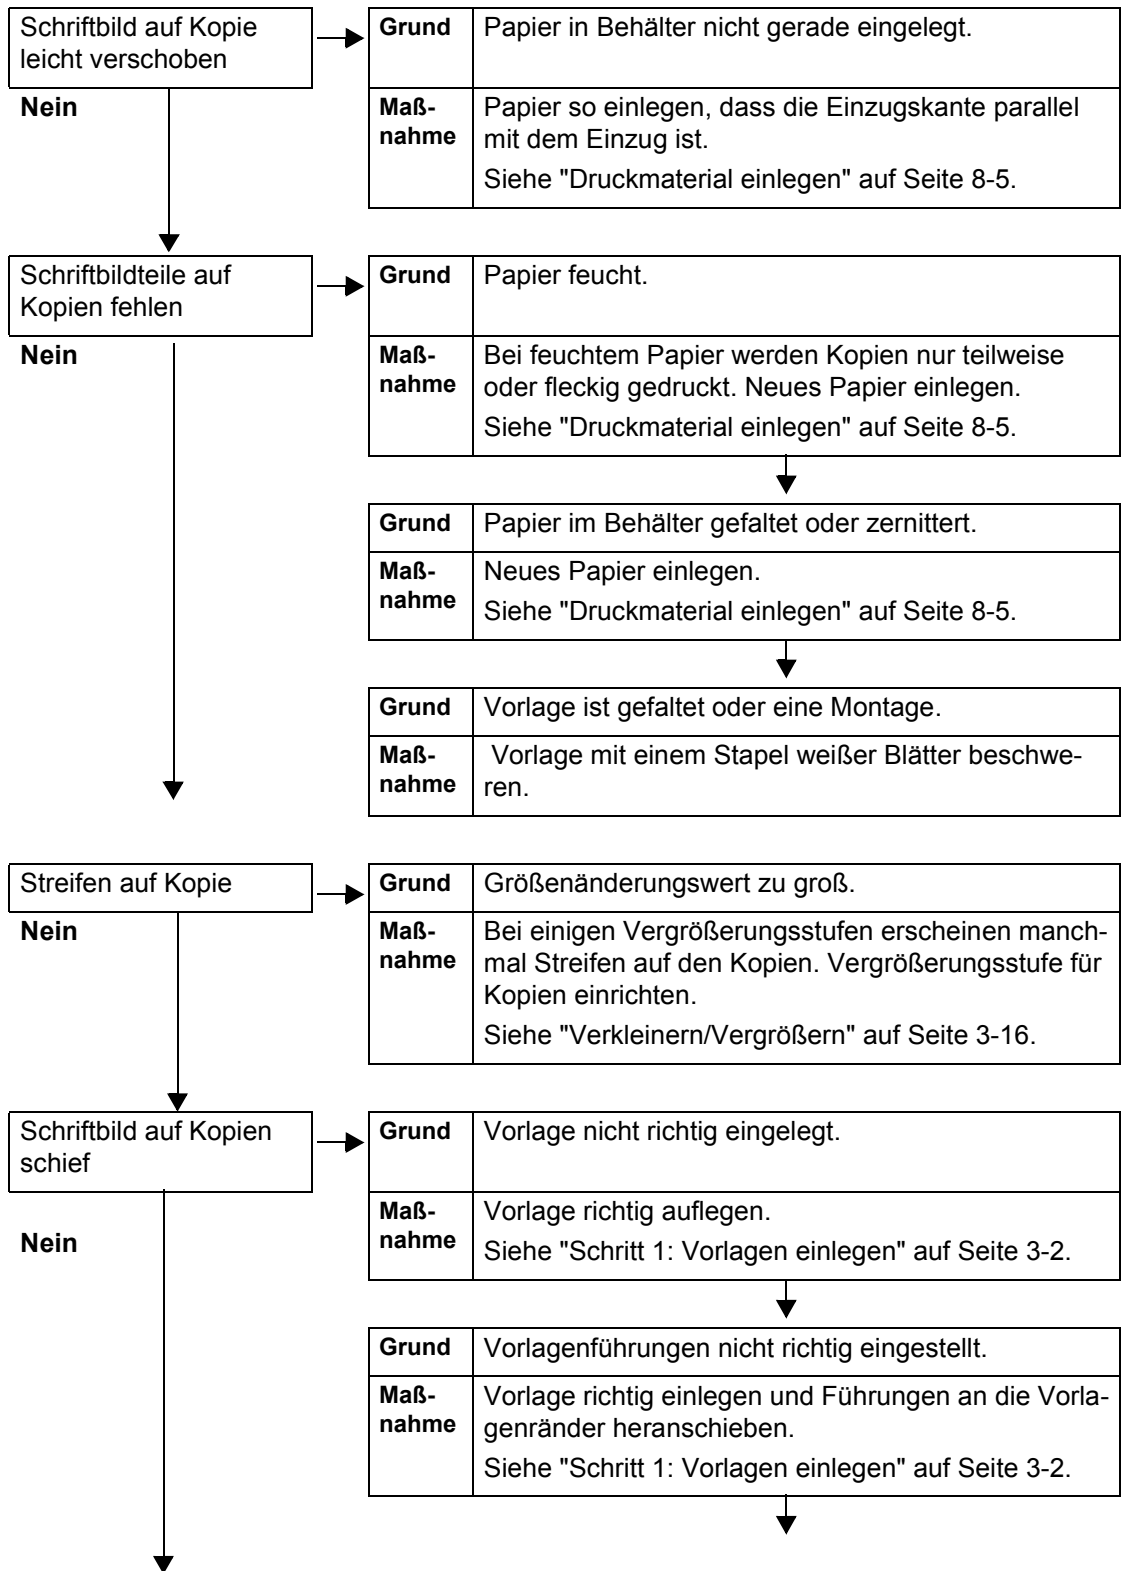 Schriftbild auf Kopie
leicht verschoben
Grund
Papier in Behälter nicht gerade eingelegt.
Nein
Maß-
nahme
Papier so einlegen, dass die Einzugskante parallel
mit dem Einzug ist.
Siehe "Druckmaterial einlegen" auf Seite 8-5.
Schriftbildteile auf
Kopien fehlen
Grund
Papier feucht.
Nein
Maß-
nahme
Bei feuchtem Papier werden Kopien nur teilweise
oder fleckig gedruckt. Neues Papier einlegen.
Siehe "Druckmaterial einlegen" auf Seite 8-5.
Grund
Papier im Behälter gefaltet oder zernittert.
Maß-
nahme
Neues Papier einlegen.
Siehe "Druckmaterial einlegen" auf Seite 8-5.
Grund
Vorlage ist gefaltet oder eine Montage.
Maß-
nahme
Vorlage mit einem Stapel weißer Blätter beschwe-
ren.
Streifen auf Kopie
Grund
Größenänderungswert zu groß.
Nein
Maß-
nahme
Bei einigen Vergrößerungsstufen erscheinen manch-
mal Streifen auf den Kopien. Vergrößerungsstufe für
Kopien einrichten.
Siehe "Verkleinern/Vergrößern" auf Seite 3-16.
Schriftbild auf Kopien
schief
Grund
Vorlage nicht richtig eingelegt.
Nein
Maß-
nahme
Vorlage richtig auflegen.
Siehe "Schritt 1: Vorlagen einlegen" auf Seite 3-2.
Grund
Vorlagenführungen nicht richtig eingestellt.
Maß-
nahme
Vorlage richtig einlegen und Führungen an die Vorla-
genränder heranschieben.
Siehe "Schritt 1: Vorlagen einlegen" auf Seite 3-2.